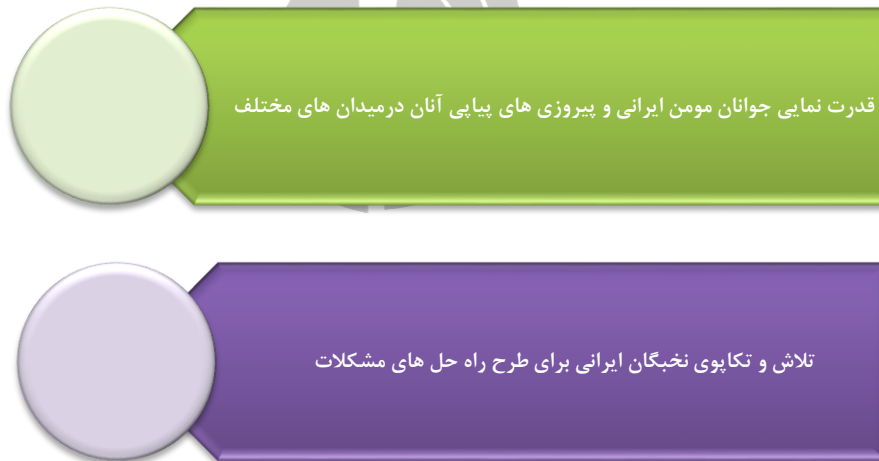 قدرت نمایی جوانان مومن ایرانی و پیروزی های پیاپی آنان درمیدان های مختلف
تلاش و تکاپوی نخبگان ایرانی برای طرح راه حل های مشکلات